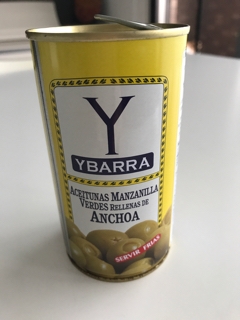 Y
YBARRA
ACEITUNAS MANZANILLA
VERDES RELLENAS DE
ANCHOA
SERVIR FRIAS